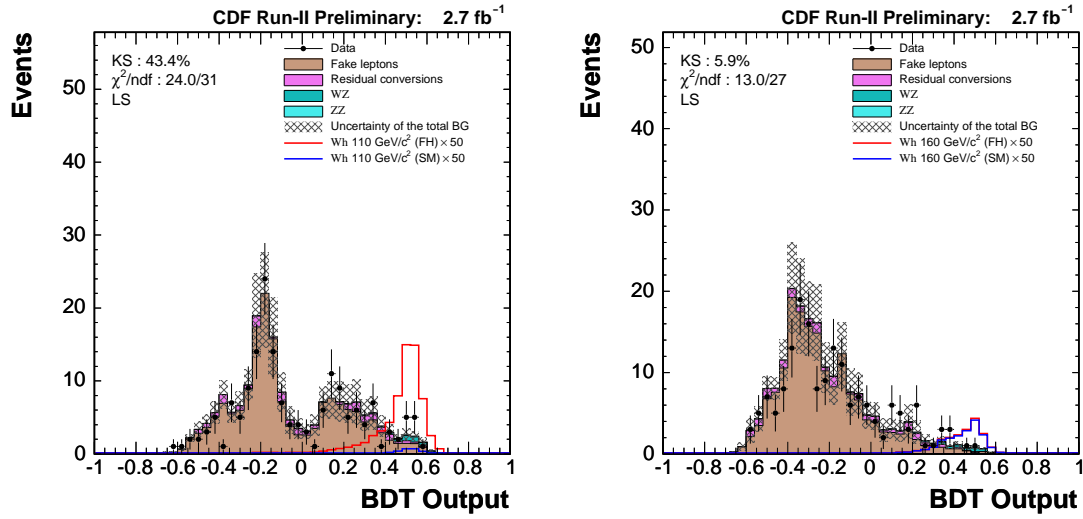 CDF Run-II Preliminary: 2.7 fb⁻¹
Events
50
40
30
20
10
0
KS : 43.4%
χ²/ndf : 24.0/31
LS
Data
Fake leptons
Residual conversions
WZ
ZZ
Uncertainty of the total BG
Wh 110 GeV/c² (FH) × 50
Wh 110 GeV/c² (SM) × 50
-1 -0.8 -0.6 -0.4 -0.2 0 0.2 0.4 0.6 0.8 1
BDT Output
CDF Run-II Preliminary: 2.7 fb⁻¹
Events
50
40
30
20
10
0
KS : 5.9%
χ²/ndf : 13.0/27
LS
Data
Fake leptons
Residual conversions
WZ
ZZ
Uncertainty of the total BG
Wh 160 GeV/c² (FH) × 50
Wh 160 GeV/c² (SM) × 50
-1 -0.8 -0.6 -0.4 -0.2 0 0.2 0.4 0.6 0.8 1
BDT Output